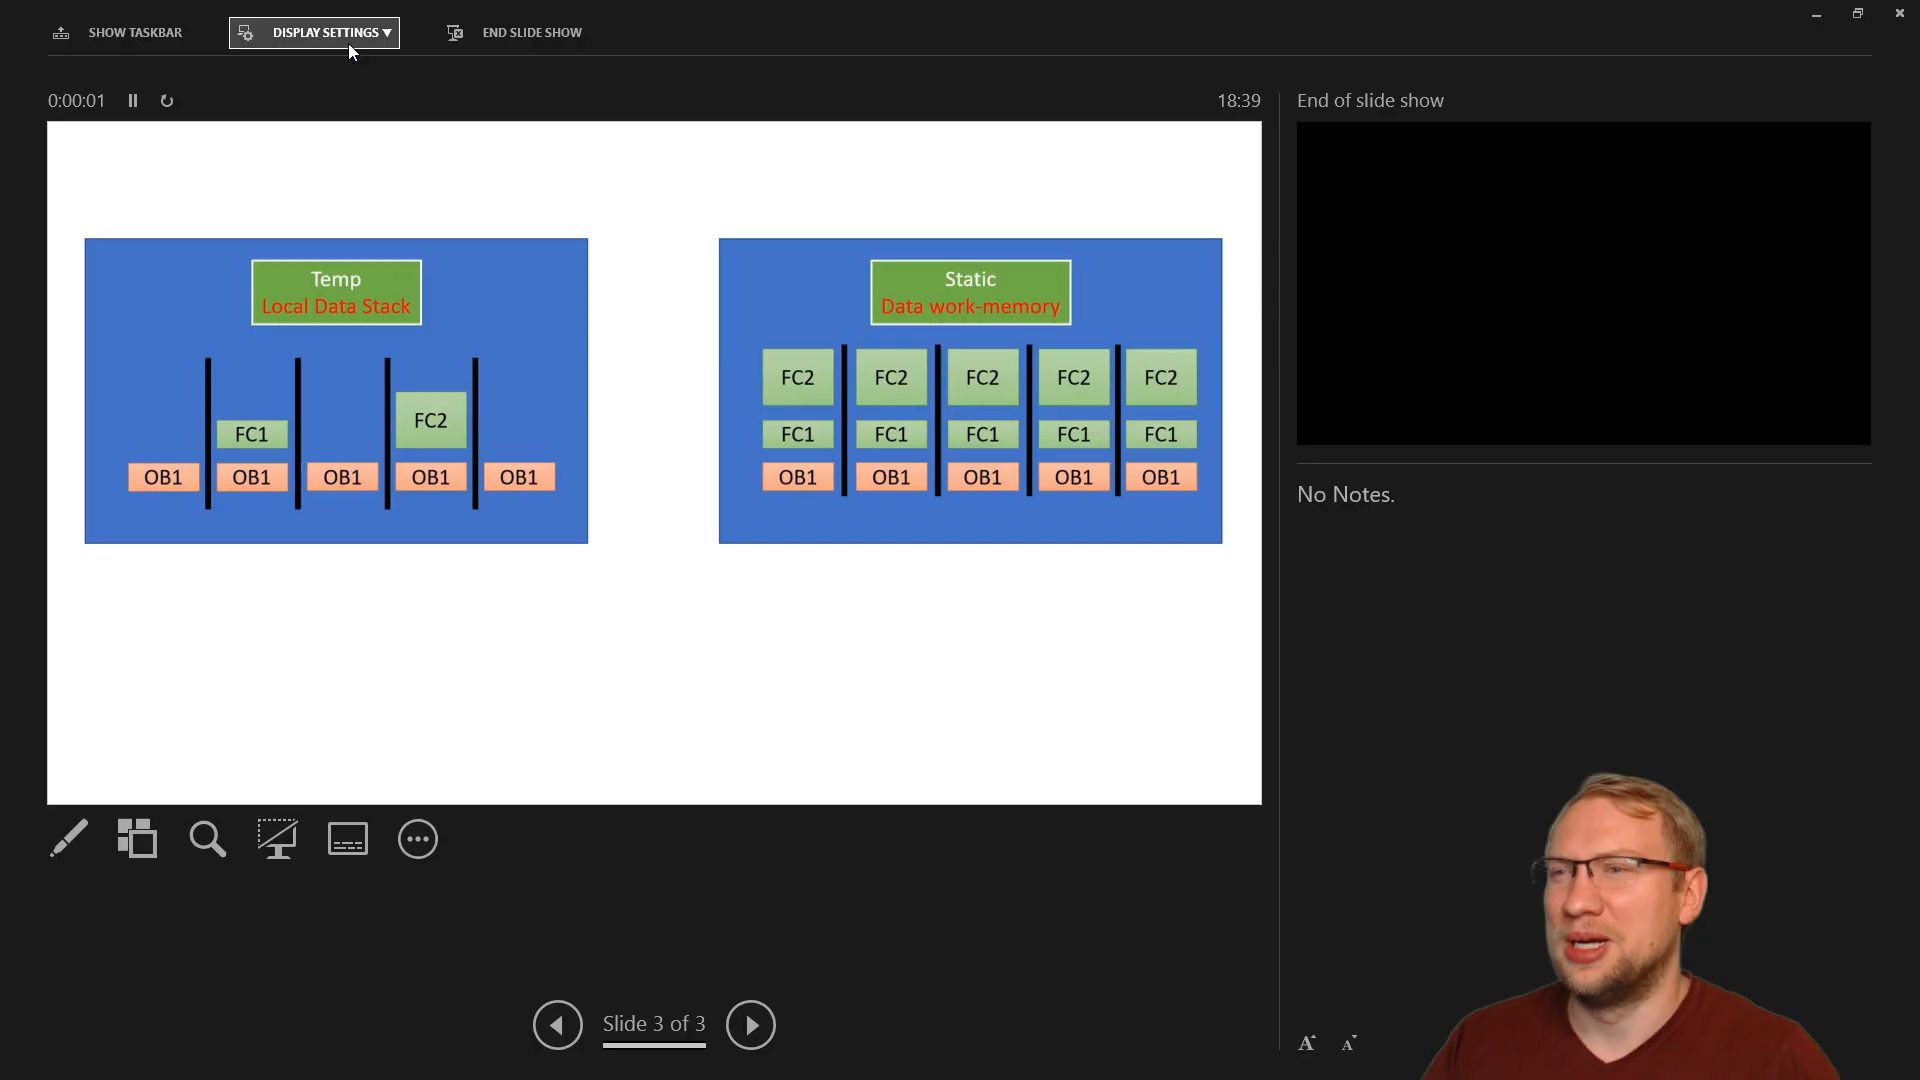 SHOW TASKBAR
DISPLAY SETTINGS ▼
END SLIDE SHOW
0:00:01
18:39
End of slide show
Temp
Local Data Stack
FC1
FC2
OB1 OB1 OB1 OB1 OB1
Static
Data work-memory
FC2 FC2 FC2 FC2 FC2
FC1 FC1 FC1 FC1 FC1
OB1 OB1 OB1 OB1 OB1
No Notes.
Slide 3 of 3
A A